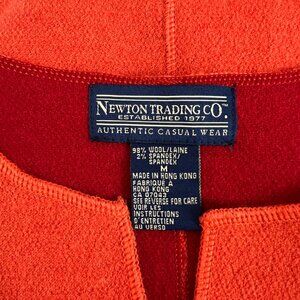 NEWTON TRADING CO.™
ESTABLISHED 1977
AUTHENTIC CASUAL WEAR
98% WOOL/LAINE
2% SPANDEX/
SPANDEX
M
MADE IN HONG KONG
FABRIQUE A
HONG KONG
CA 07043
SEE REVERSE FOR CARE
VOIR LES
INSTRUCTIONS
D'ENTRETIEN
AU VERSO